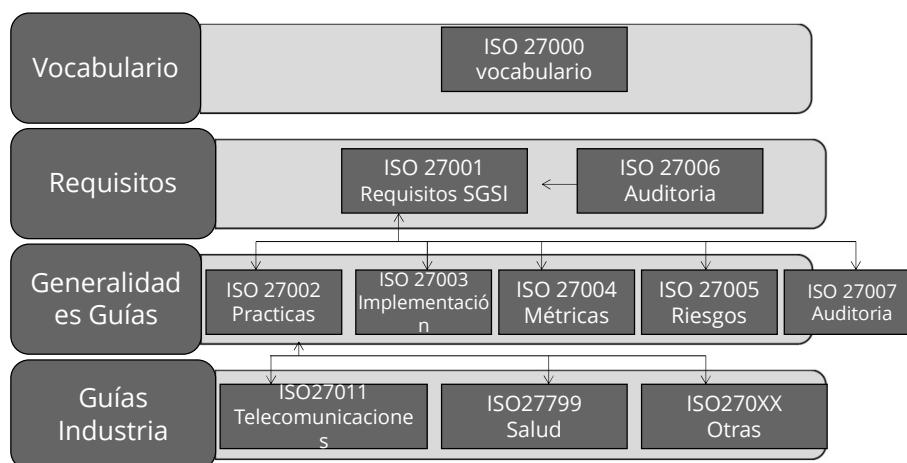 Vocabulario
ISO 27000
vocabulario
Requisitos
ISO 27001
Requisitos SGSI
ISO 27006
Auditoria
Generalidad
es Guías
ISO 27002
Practicas
ISO 27003
Implementació
n
ISO 27004
Métricas
ISO 27005
Riesgos
ISO 27007
Auditoria
Guías
Industria
ISO27011
Telecomunicacione
s
ISO27799
Salud
ISO270XX
Otras